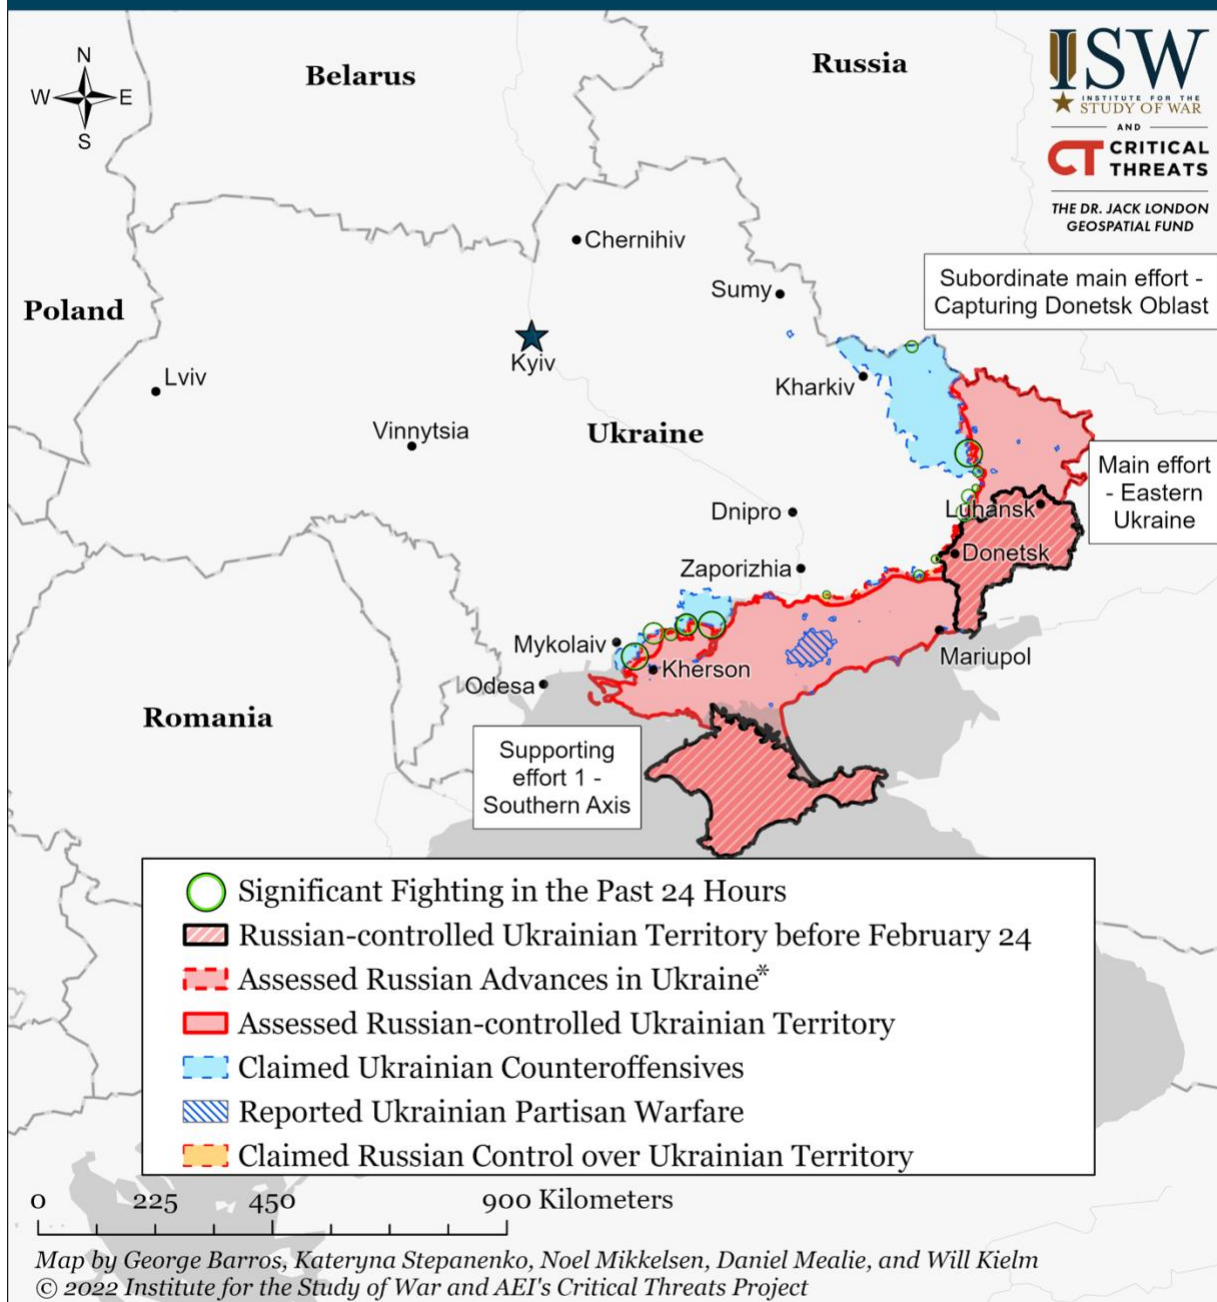 N
W E
S
Belarus
Russia
ISW
INSTITUTE FOR THE
STUDY OF WAR
AND
CT CRITICAL
THREATS
THE DR. JACK LONDON
GEOSPATIAL FUND
Chernihiv
Sumy
Subordinate main effort -
Capturing Donetsk Oblast
Poland
Kyiv
Lviv
Kharkiv
Vinnytsia
Ukraine
Main effort
- Eastern
Ukraine
Dnipro
Luhansk
Donetsk
Zaporizhia
Mykolaiv
Mariupol
Kherson
Odesa
Romania
Supporting
effort 1 -
Southern Axis
Significant Fighting in the Past 24 Hours
Russian-controlled Ukrainian Territory before February 24
Assessed Russian Advances in Ukraine*
Assessed Russian-controlled Ukrainian Territory
Claimed Ukrainian Counteroffensives
Reported Ukrainian Partisan Warfare
Claimed Russian Control over Ukrainian Territory
0 225 450 900 Kilometers
Map by George Barros, Kateryna Stepanenko, Noel Mikkelsen, Daniel Mealie, and Will Kielm
© 2022 Institute for the Study of War and AEI's Critical Threats Project